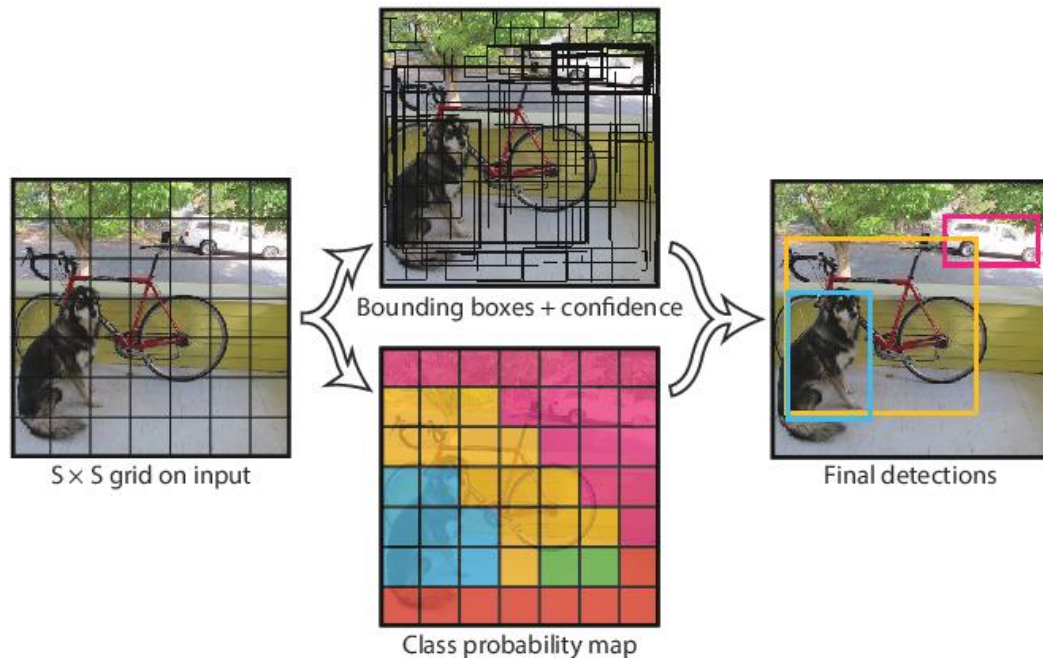 S × S grid on input
Bounding boxes + confidence
Class probability map
Final detections